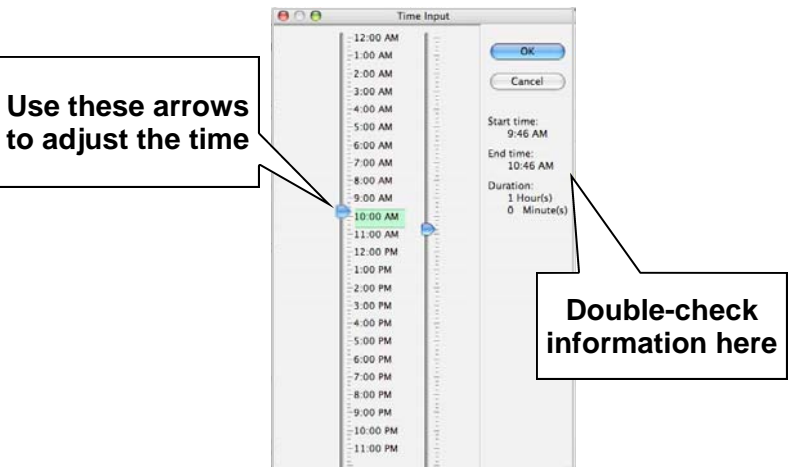 Time Input
Use these arrows
to adjust the time
12:00 AM
1:00 AM
2:00 AM
3:00 AM
4:00 AM
5:00 AM
6:00 AM
7:00 AM
8:00 AM
9:00 AM
10:00 AM
11:00 AM
12:00 PM
1:00 PM
2:00 PM
3:00 PM
4:00 PM
5:00 PM
6:00 PM
7:00 PM
8:00 PM
9:00 PM
10:00 PM
11:00 PM
OK
Cancel
Start time:
9:46 AM
End time:
10:46 AM
Duration:
1 Hour(s)
0 Minute(s)
Double-check
information here